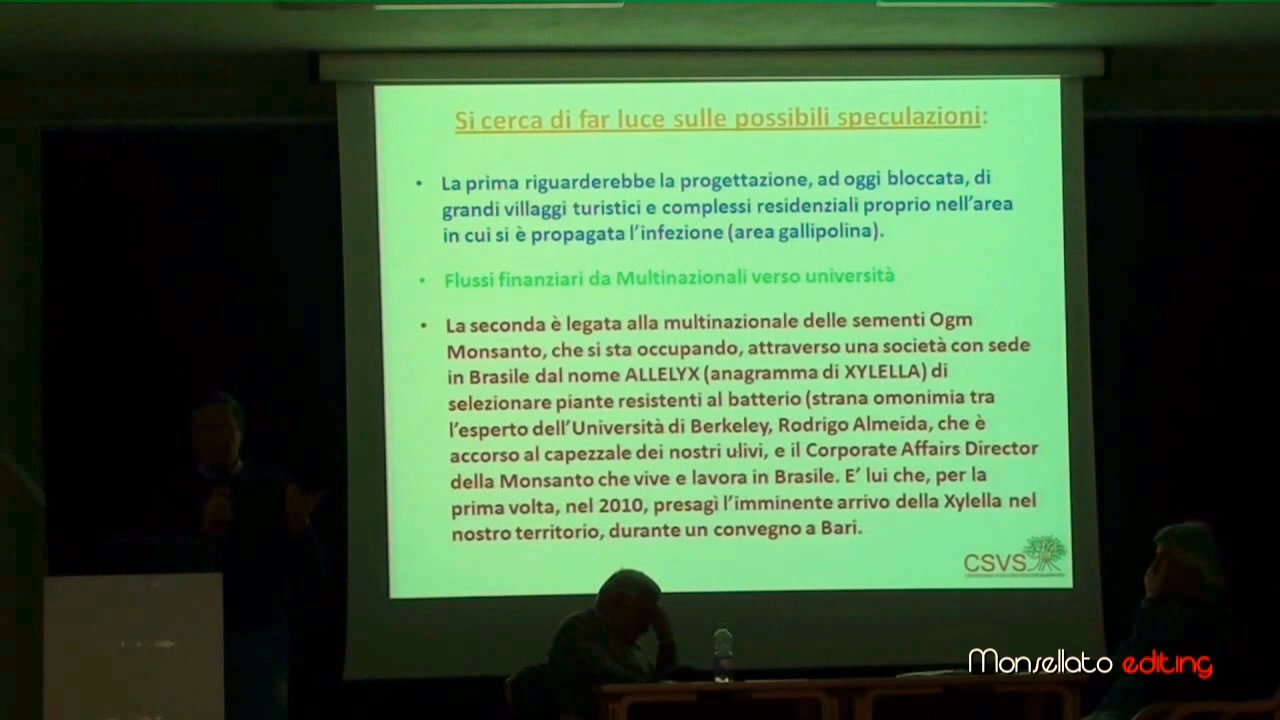 Si cerca di far luce sulle possibili speculazioni:
• La prima riguarderebbe la progettazione, ad oggi bloccata, di
grandi villaggi turistici e complessi residenziali proprio nell'area
in cui si è propagata l'infezione (area gallipolina).
• Flussi finanziari da Multinazionali verso università
• La seconda è legata alla multinazionale delle sementi Ogm
Monsanto, che si sta occupando, attraverso una società con sede
in Brasile dal nome ALLELYX (anagramma di XYLELLA) di
selezionare piante resistenti al batterio (strana omonimia tra
l'esperto dell'Università di Berkeley, Rodrigo Almeida, che è
accorso al capezzale dei nostri ulivi, e il Corporate Affairs Director
della Monsanto che vive e lavora in Brasile. E' lui che, per la
prima volta, nel 2010, presagì l'imminente arrivo della Xylella nel
nostro territorio, durante un convegno a Bari.
CSVS
Monsellato editing